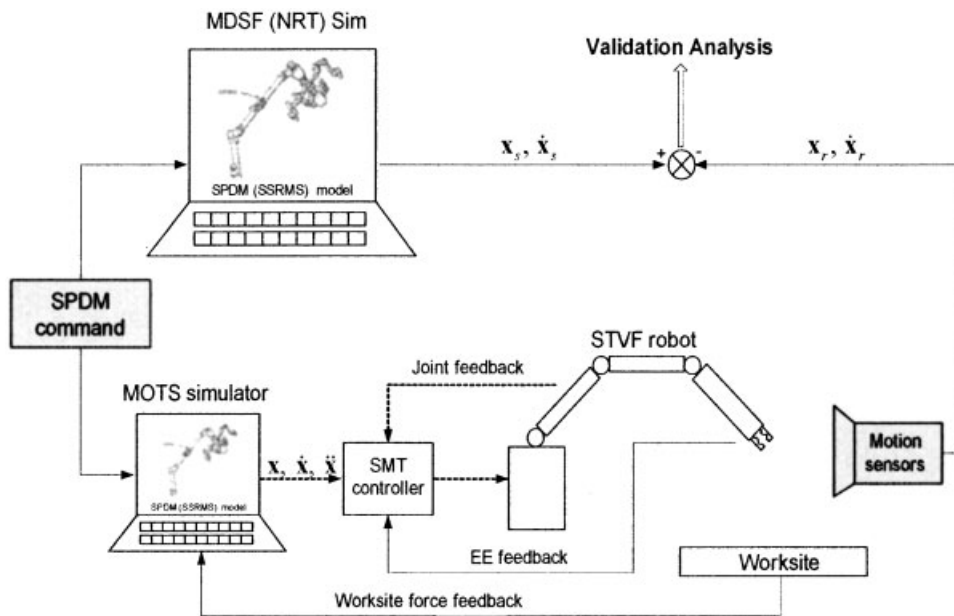 MDSF (NRT) Sim
Validation Analysis
SPDM (SSRMS) model
𝐱ₛ, 𝐱̇ₛ
+
-
𝐱ᵣ, 𝐱̇ᵣ
SPDM
command
STVF robot
Joint feedback
MOTS simulator
SPDM (SSRMS) model
𝐱, 𝐱̇, 𝐱̈
SMT
controller
Motion
sensors
EE feedback
Worksite
Worksite force feedback